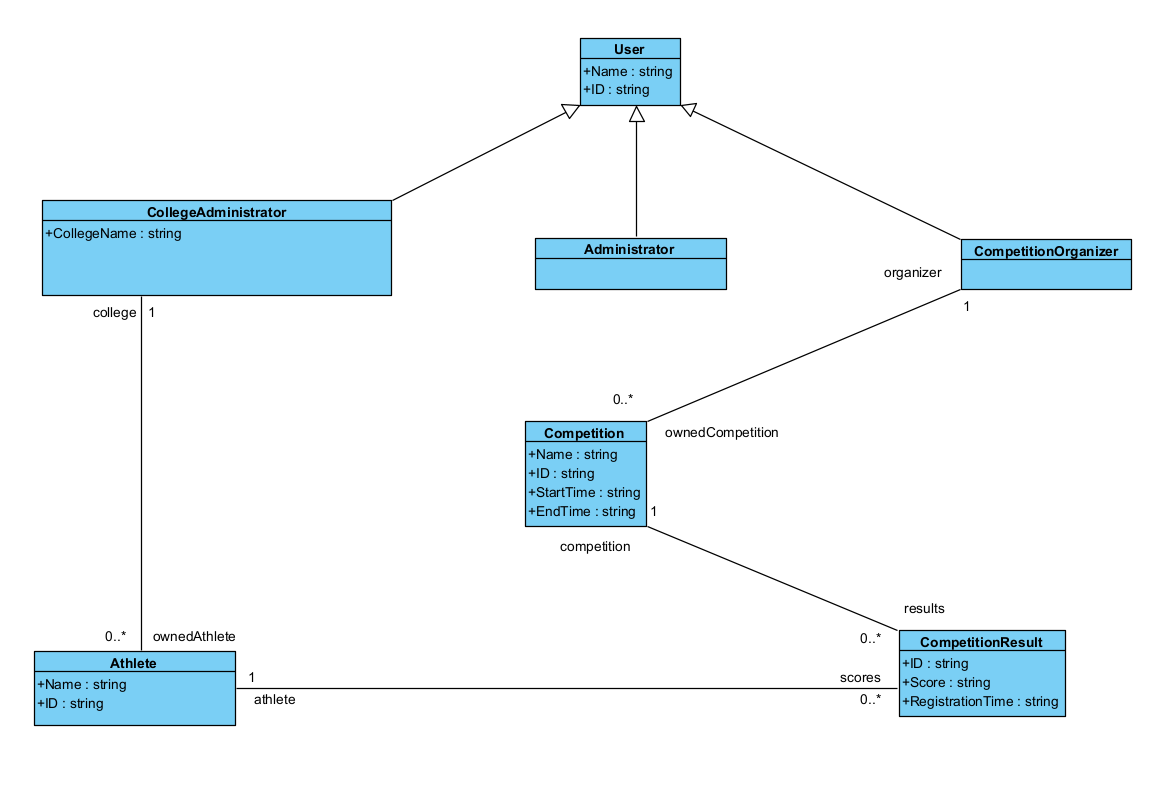 User
+Name : string
+ID : string
CollegeAdministrator
+CollegeName : string
Administrator
CompetitionOrganizer
organizer
1
college
1
0..*
ownedCompetition
Competition
+Name : string
+ID : string
+StartTime : string
+EndTime : string
1
competition
results
0..*
0..*
ownedAthlete
Athlete
+Name : string
+ID : string
1
athlete
scores
0..*
CompetitionResult
+ID : string
+Score : string
+RegistrationTime : string